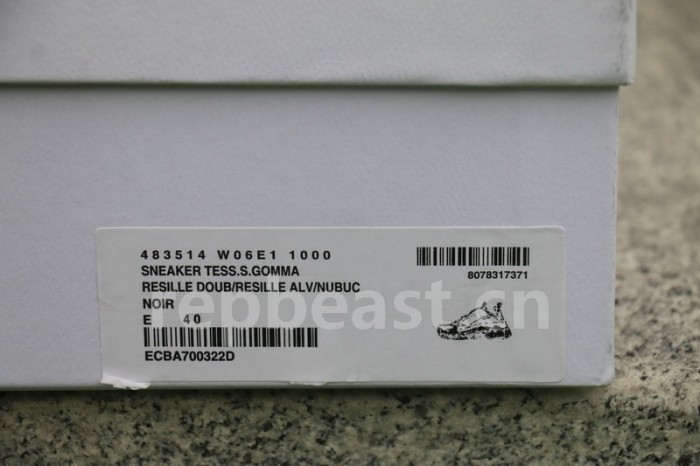 483514 W06E1 1000
SNEAKER TESS.S.GOMMA
RESILLE DOUB/RESILLE ALV/NUBUC
NOIR
E 40
ECBA700322D
8078317371
repbeast.cn